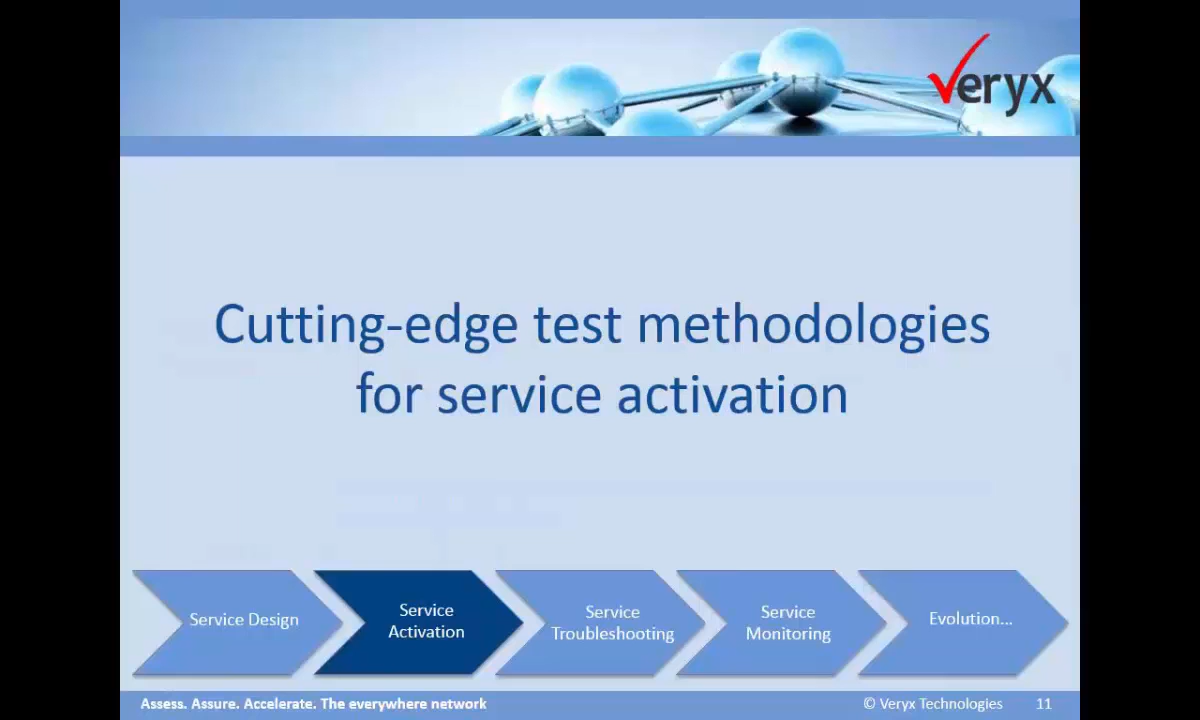 Veryx
Cutting-edge test methodologies
for service activation
Service Design
Service
Activation
Service
Troubleshooting
Service
Monitoring
Evolution...
Assess. Assure. Accelerate. The everywhere network
© Veryx Technologies
11